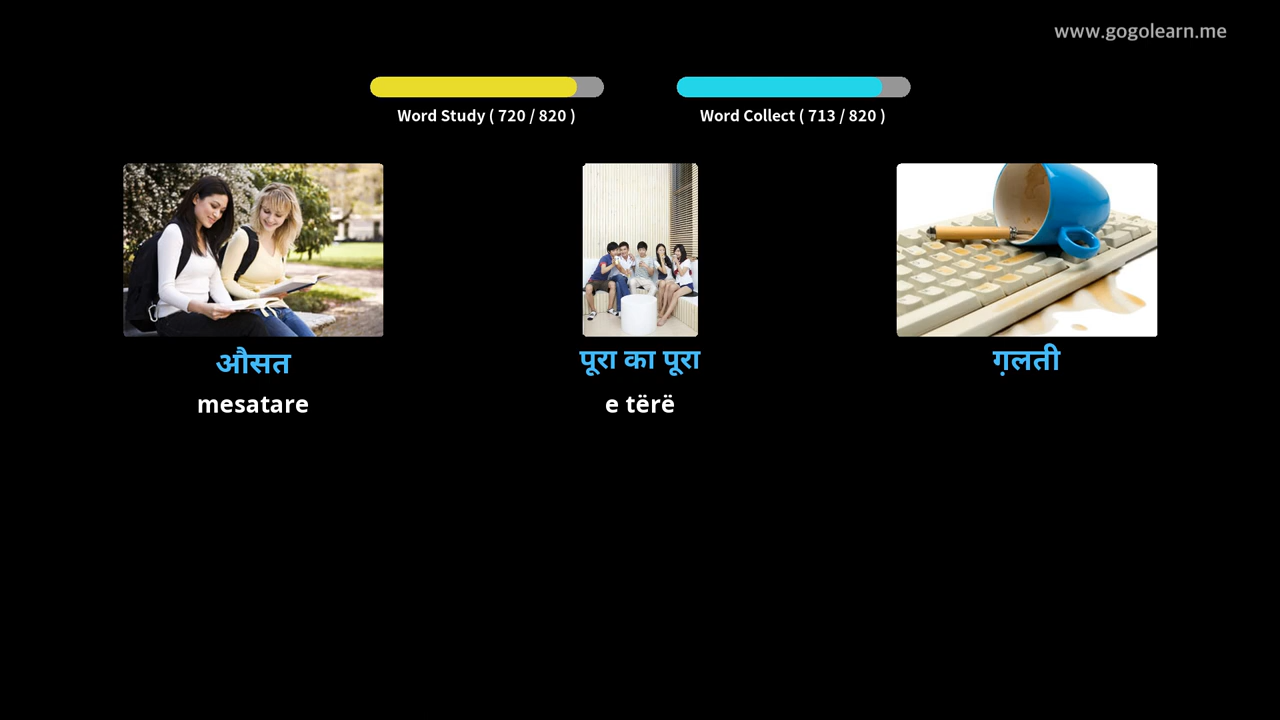 www.gogolearn.me
Word Study ( 720 / 820 )
Word Collect ( 713 / 820 )
औसत
mesatare
पूरा का पूरा
e tërë
ग़लती